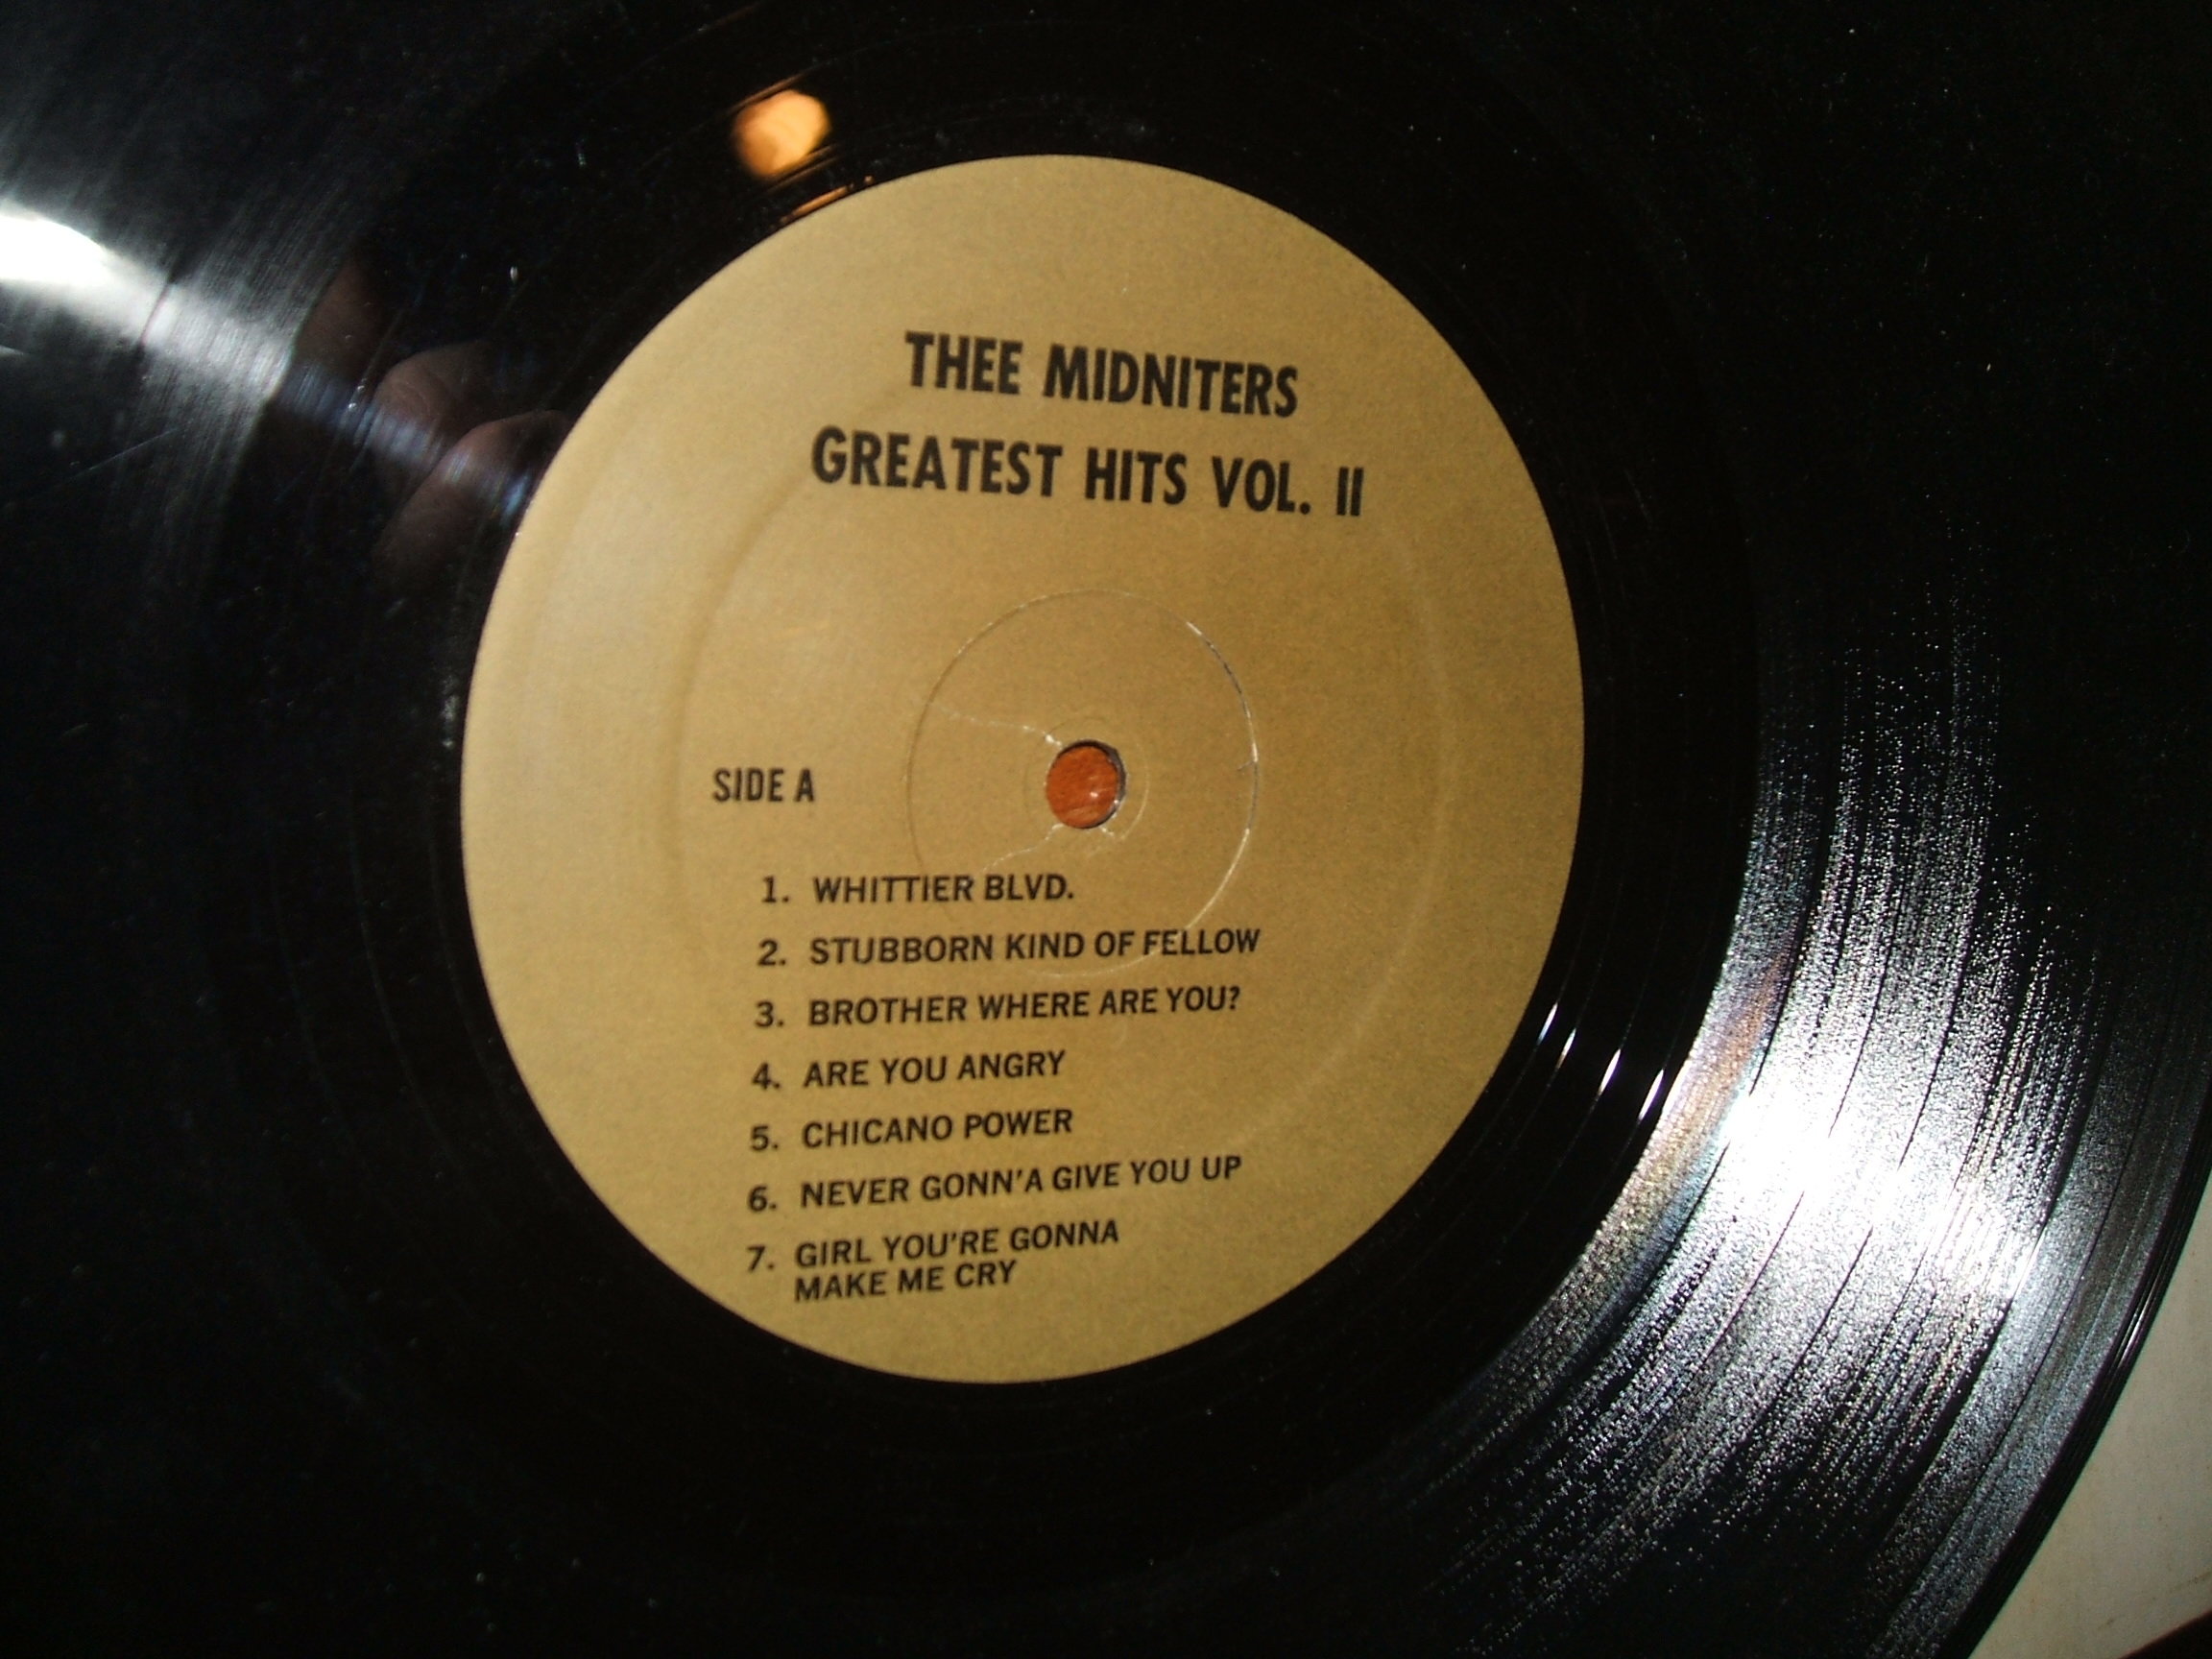 THEE MIDNITERS
GREATEST HITS VOL. II
SIDE A
1. WHITTIER BLVD.
2. STUBBORN KIND OF FELLOW
3. BROTHER WHERE ARE YOU?
4. ARE YOU ANGRY
5. CHICANO POWER
6. NEVER GONN'A GIVE YOU UP
7. GIRL YOU'RE GONNA
MAKE ME CRY